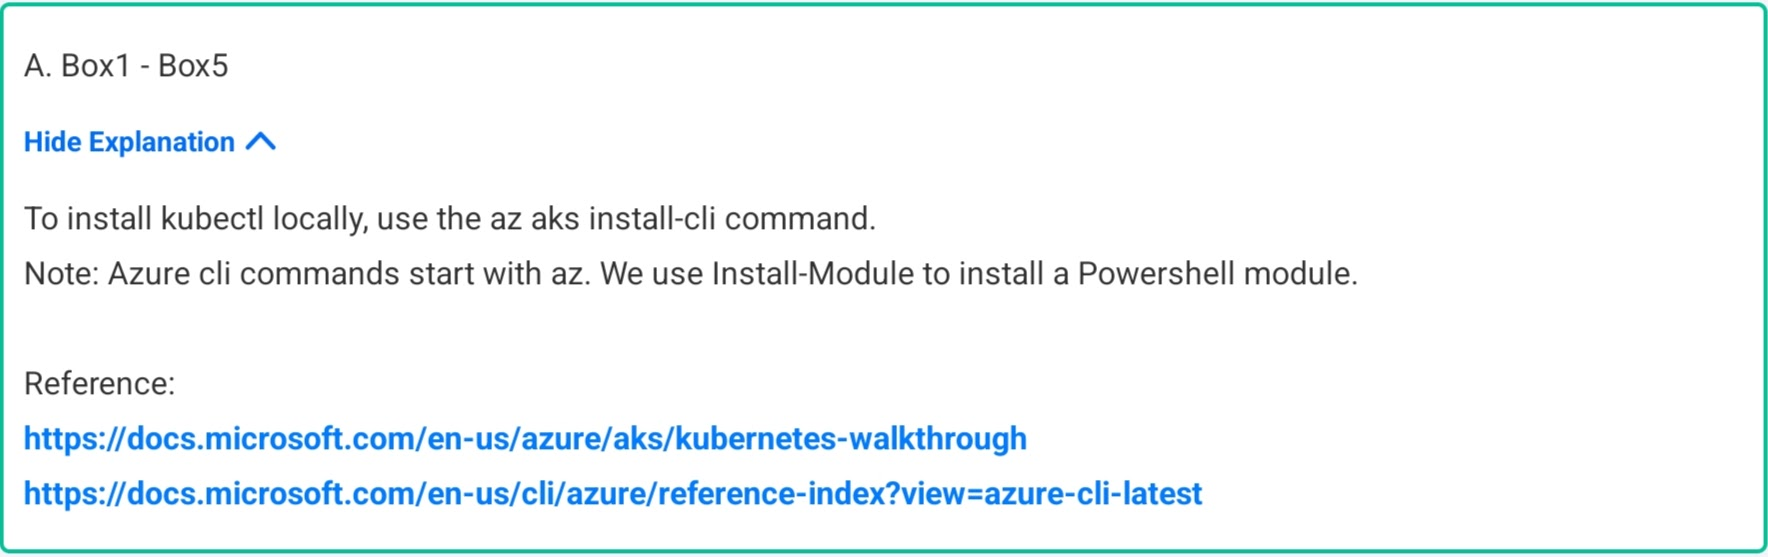 A. Box1 - Box5
Hide Explanation
To install kubectl locally, use the az aks install-cli command.
Note: Azure cli commands start with az. We use Install-Module to install a Powershell module.
Reference:
https://docs.microsoft.com/en-us/azure/aks/kubernetes-walkthrough
https://docs.microsoft.com/en-us/cli/azure/reference-index?view=azure-cli-latest